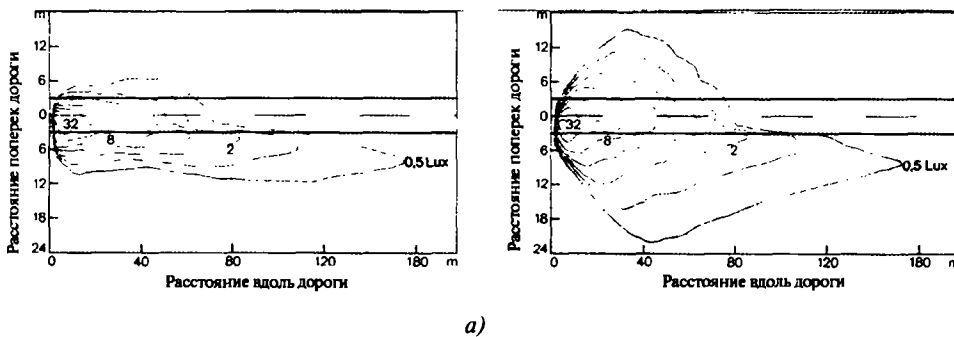 m
12
6
0
6
12
18
24
32
8
2
0,5 Lux
0 40 80 120 180 m
Расстояние поперек дороги
Расстояние вдоль дороги
m
12
6
0
6
12
18
24
32
8
2
0,5 Lux
0 40 80 120 180 m
Расстояние поперек дороги
Расстояние вдоль дороги
а)